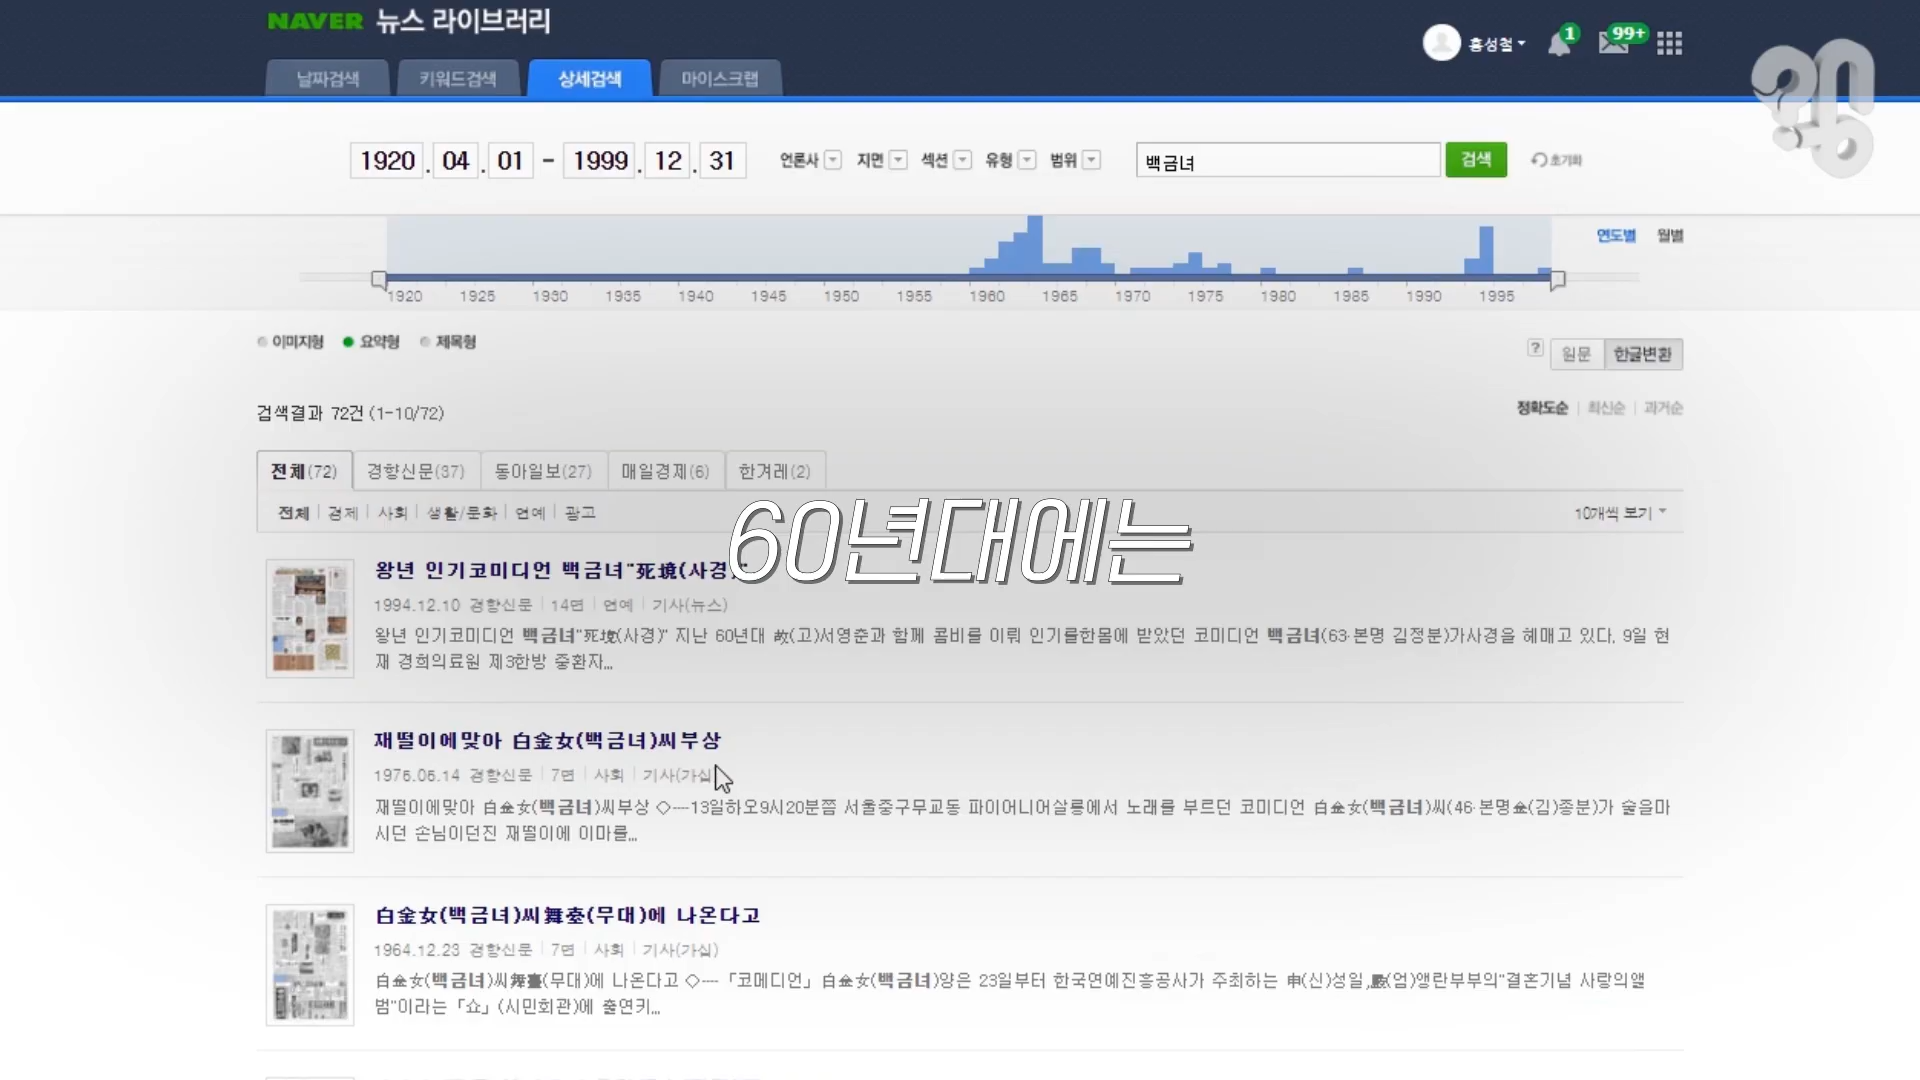 NAVER 뉴스 라이브러리
홍성철 1 99+
날짜검색 키워드검색 상세검색 마이스크랩
1920 . 04 . 01 - 1999 . 12 . 31 언론사 지면 섹션 유형 범위 백금녀 검색 초기화
연도별 월별
1920 1925 1930 1935 1940 1945 1950 1955 1960 1965 1970 1975 1980 1985 1990 1995
이미지형 요약형 제목형
? 원문 한글변환
검색결과 72건 (1-10/72)
정확도순 | 최신순 | 과거순
전체(72) 경향신문(37) 동아일보(27) 매일경제(6) 한겨레(2)
전체 | 경제 | 사회 | 생활/문화 | 연예 | 광고
10개씩 보기
60년대에는
왕년 인기코미디언 백금녀"死境(사경)"
1994.12.10 경향신문 | 14면 | 연예 | 기사(뉴스)
왕년 인기코미디언 백금녀"死境(사경)" 지난 60년대 故(고)서영춘과 함께 콤비를 이뤄 인기를한몸에 받았던 코미디언 백금녀(63·본명 김정분)가사경을 헤매고 있다. 9일 현
재 경희의료원 제3한방 중환자...
재떨이에맞아 白金女(백금녀)씨부상
1976.06.14 경향신문 | 7면 | 사회 | 기사(가십)
재떨이에맞아 白金女(백금녀)씨부상 ◇—13일하오9시20분쯤 서울중구무교동 파이어니어살롱에서 노래를 부르던 코미디언 白金女(백금녀)씨(46·본명金(김)종분)가 술을마
시던 손님이던진 재떨이에 이마를...
白金女(백금녀)씨舞臺(무대)에 나온다고
1964.12.23 경향신문 | 7면 | 사회 | 기사(가십)
白金女(백금녀)씨舞臺(무대)에 나온다고 ◇—「코메디언」白金女(백금녀)양은 23일부터 한국연예진흥공사가 주최하는 申(신)성일,嚴(엄)앵란부부의"결혼기념 사랑의앨
범"이라는「쇼」(시민회관)에 출연키...